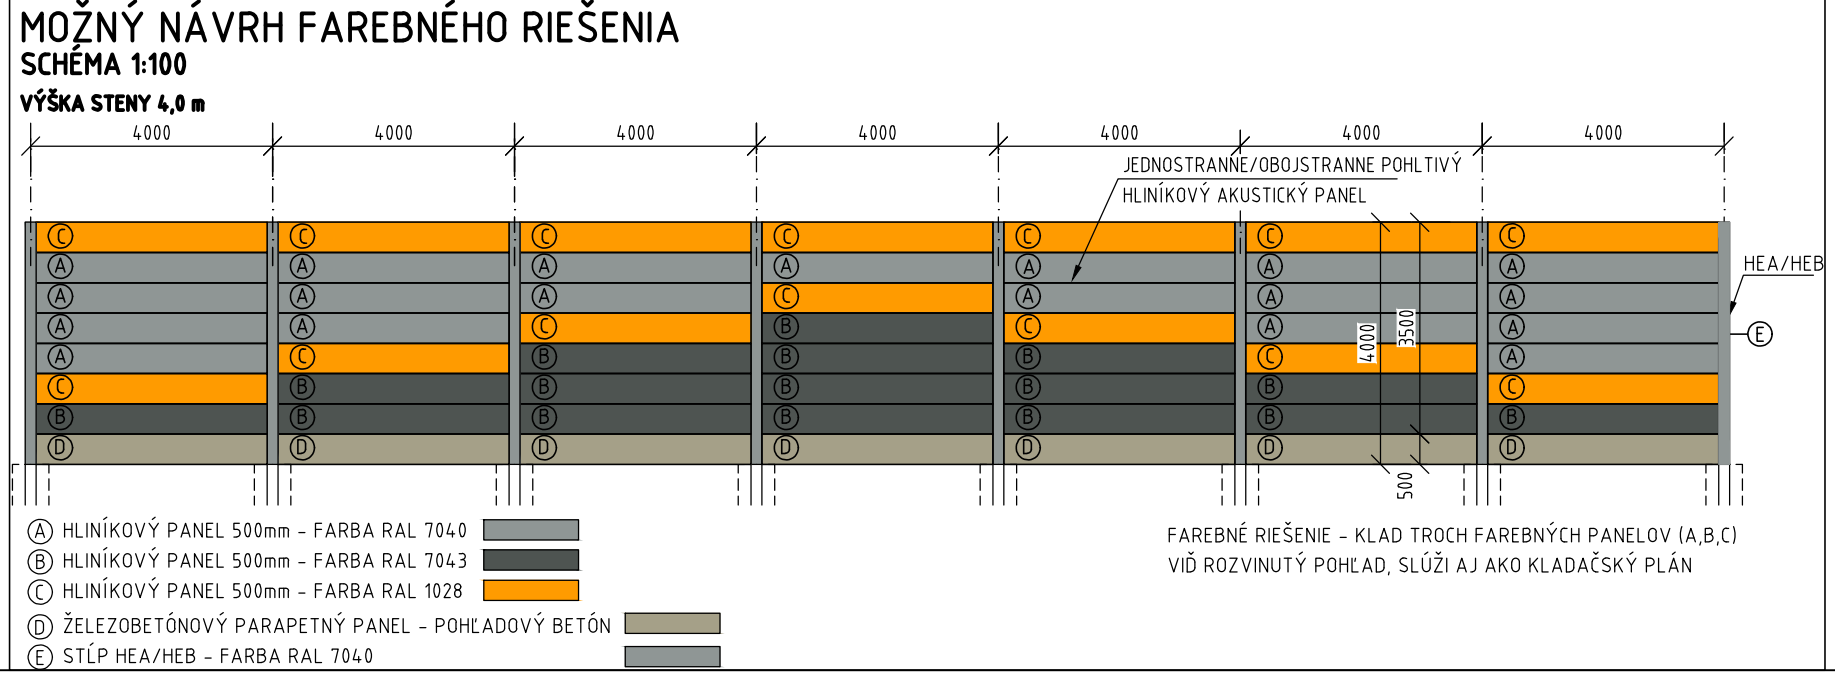 MOŽNÝ NÁVRH FAREBNÉHO RIEŠENIA
SCHÉMA 1:100
VÝŠKA STENY 4,0 m
4000 4000 4000 4000 4000 4000 4000
JEDNOSTRANNE/OBOJSTRANNE POHLTIVÝ
HLINÍKOVÝ AKUSTICKÝ PANEL
C C C C C C C
A A A A A A A
HEA/HEB
A A A C A A A
A A C B C A A
4000 3500
E
A C B B B C A
C B B B B B C
B B B B B B B
D D D D D D D
500
A HLINÍKOVÝ PANEL 500mm - FARBA RAL 7040
B HLINÍKOVÝ PANEL 500mm - FARBA RAL 7043
C HLINÍKOVÝ PANEL 500mm - FARBA RAL 1028
D ŽELEZOBETÓNOVÝ PARAPETNÝ PANEL - POHĽADOVÝ BETÓN
E STĹP HEA/HEB - FARBA RAL 7040
FAREBNÉ RIEŠENIE - KLAD TROCH FAREBNÝCH PANELOV (A,B,C)
VIĎ ROZVINUTÝ POHĽAD, SLÚŽI AJ AKO KLADAČSKÝ PLÁN